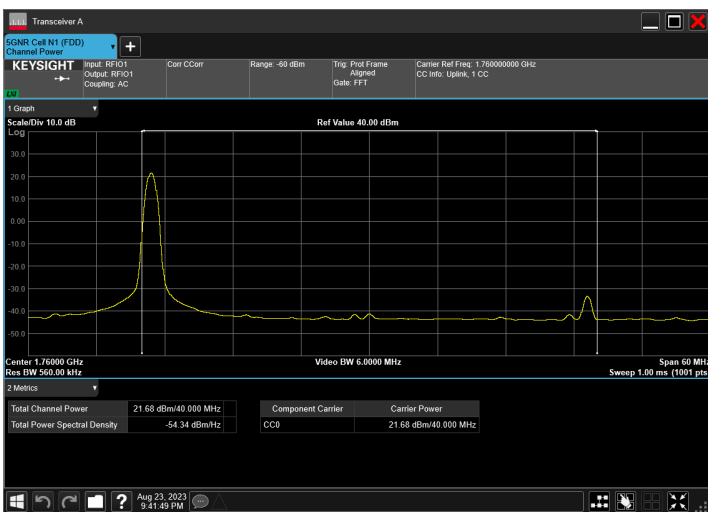 Transceiver A
5GNR Cell N1 (FDD)
Channel Power
KEYSIGHT
LXI
Input: RFIO1
Output: RFIO1
Coupling: AC
Corr CCorr
Range: -60 dBm
Trig: Prot Frame
Aligned
Gate: FFT
Carrier Ref Freq: 1.760000000 GHz
CC Info: Uplink, 1 CC
1 Graph
Scale/Div 10.0 dB
Ref Value 40.00 dBm
Log
30.0
20.0
10.0
0.00
-10.0
-20.0
-30.0
-40.0
-50.0
Center 1.76000 GHz
Video BW 6.0000 MHz
Span 60 MHz
Res BW 560.00 kHz
Sweep 1.00 ms (1001 pts
2 Metrics
Total Channel Power 21.68 dBm/40.000 MHz
Total Power Spectral Density -54.34 dBm/Hz
Component Carrier Carrier Power
CC0 21.68 dBm/40.000 MHz
Aug 23, 2023
9:41:49 PM